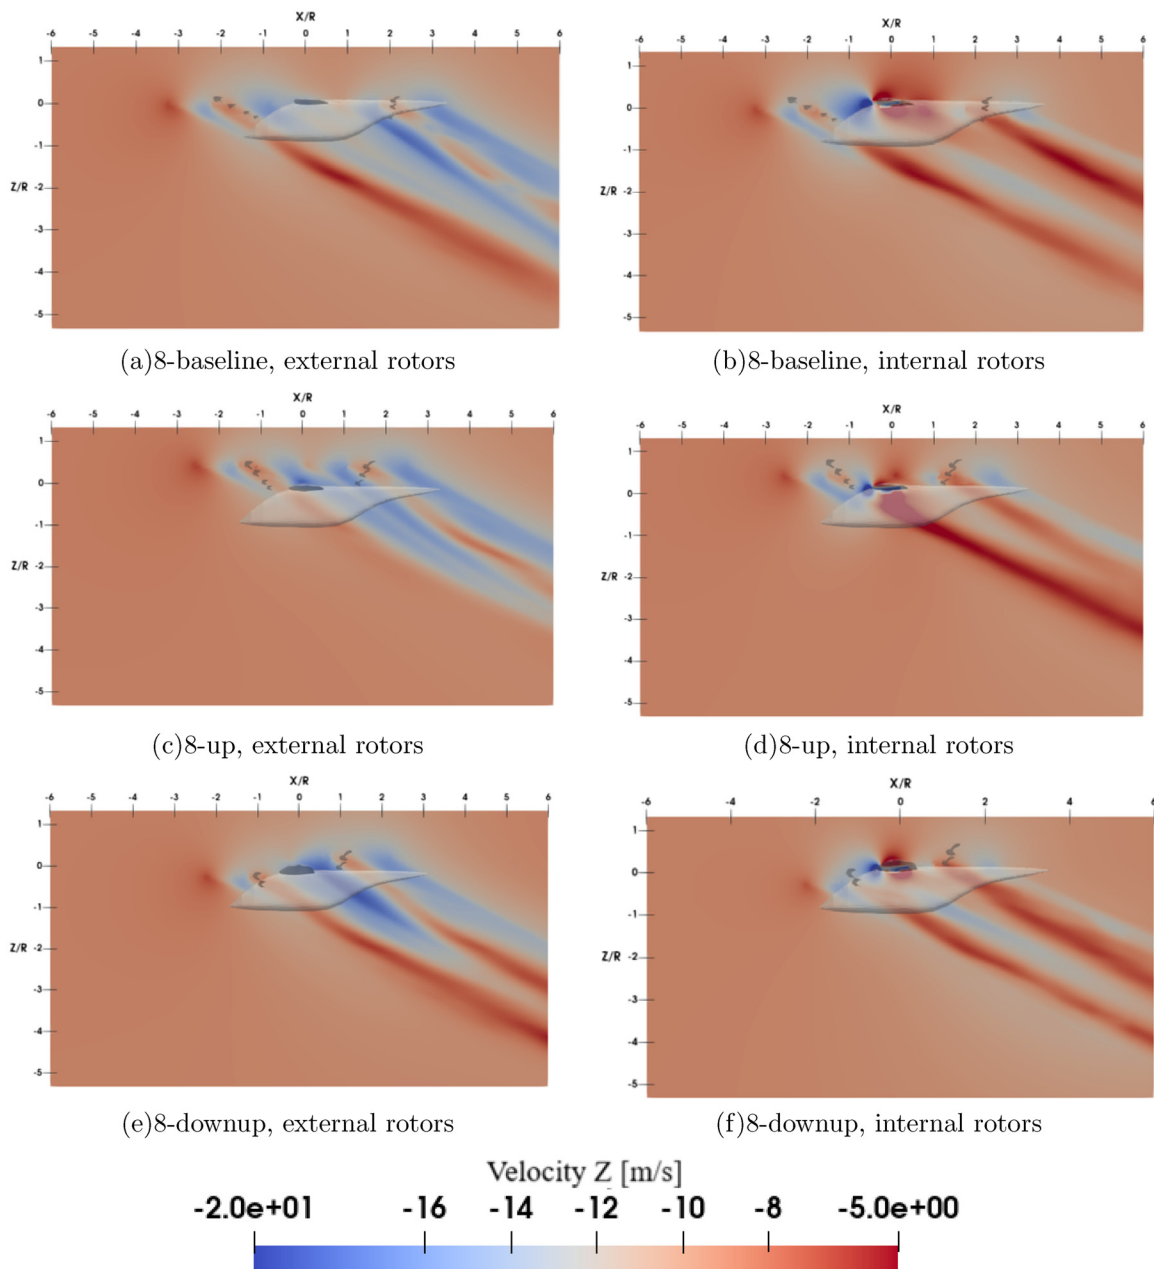 X/R X/R
-6 -5 -4 -3 -2 -1 0 1 2 3 4 5 6 -6 -5 -4 -3 -2 -1 0 1 2 3 4 5 6
1 1
0 0
-1 -1
Z/R -2 Z/R -2
-3 -3
-4 -4
-5 -5
(a)8-baseline, external rotors (b)8-baseline, internal rotors
X/R X/R
-6 -5 -4 -3 -2 -1 0 1 2 3 4 5 6 -6 -5 -4 -3 -2 -1 0 1 2 3 4 5 6
1 1
0 0
-1 -1
Z/R -2 Z/R -2
-3 -3
-4 -4
-5 -5
(c)8-up, external rotors (d)8-up, internal rotors
X/R X/R
-6 -5 -4 -3 -2 -1 0 1 2 3 4 5 6 -6 -4 -2 0 2 4 6
1 1
0 0
-1 -1
Z/R -2 Z/R -2
-3 -3
-4 -4
-5 -5
(e)8-downup, external rotors (f)8-downup, internal rotors
Velocity Z [m/s]
-2.0e+01 -16 -14 -12 -10 -8 -5.0e+00